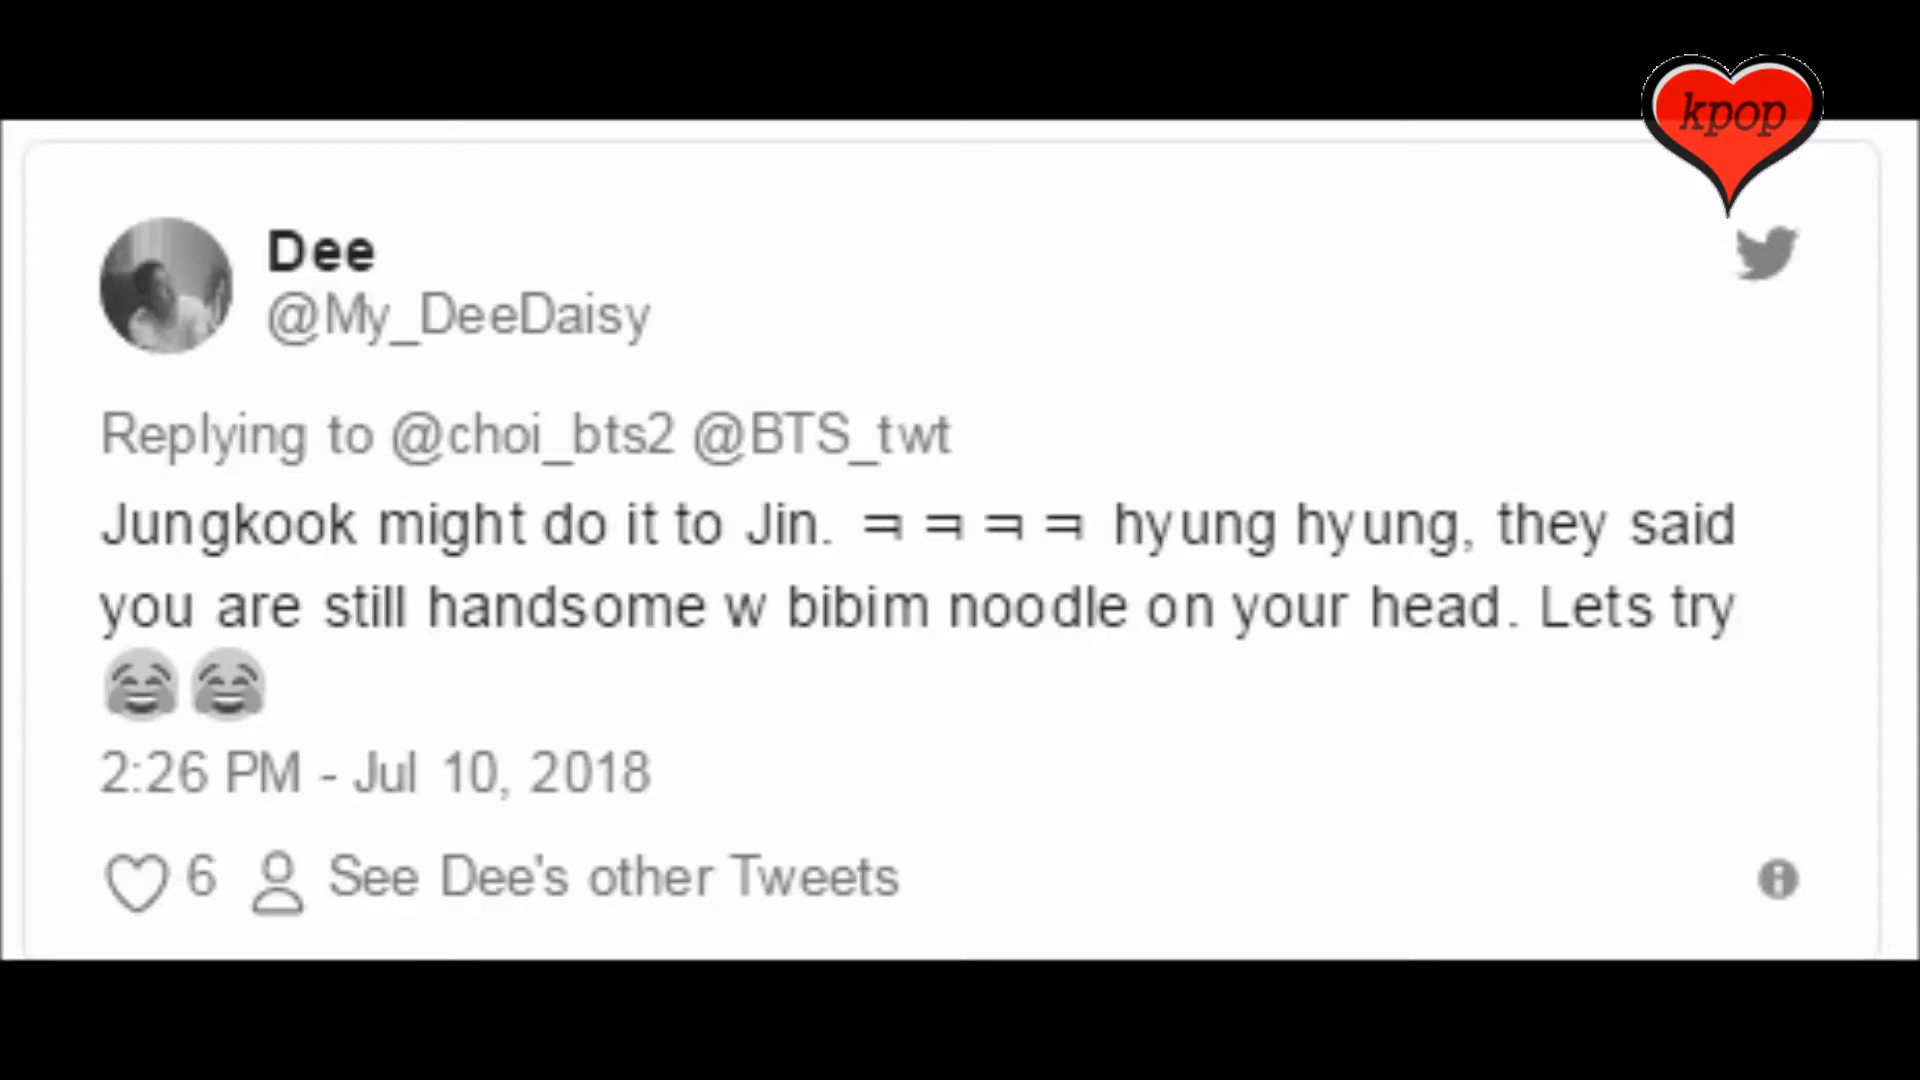 kpop
Dee
@My_DeeDaisy
Replying to @choi_bts2 @BTS_twt
Jungkook might do it to Jin. ㅋㅋㅋㅋ hyung hyung, they said
you are still handsome w bibim noodle on your head. Lets try
🤗🤗
2:26 PM - Jul 10, 2018
6 See Dee's other Tweets